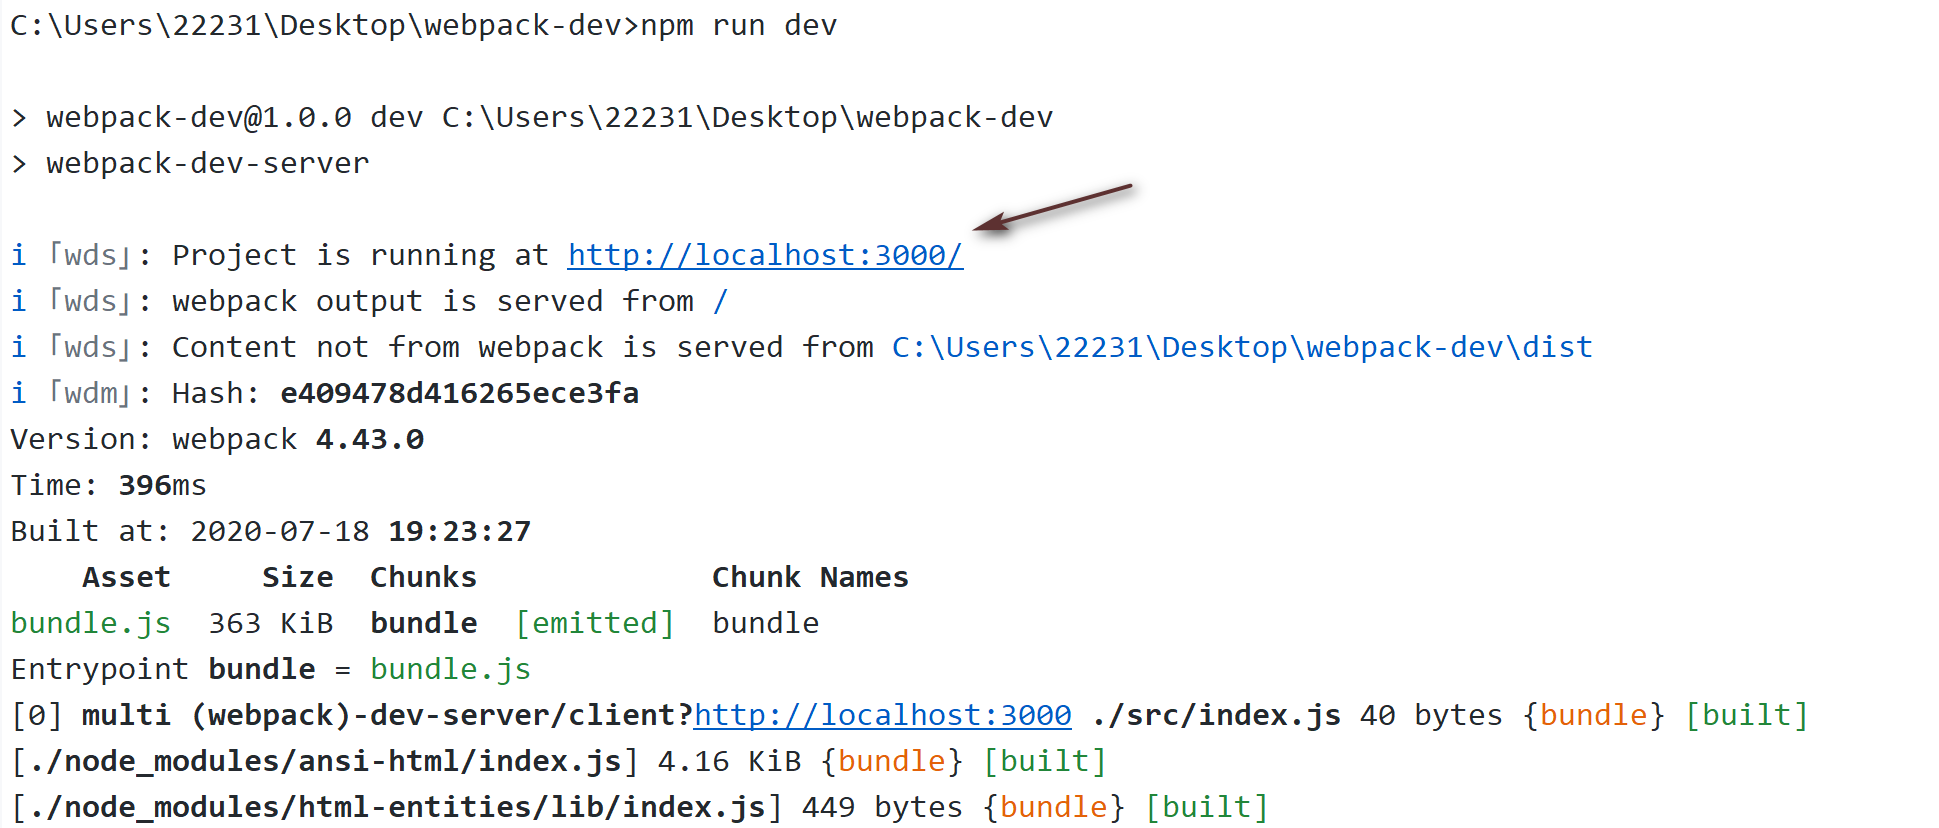 C:\Users\22231\Desktop\webpack-dev>npm run dev
> webpack-dev@1.0.0 dev C:\Users\22231\Desktop\webpack-dev
> webpack-dev-server
i ｢wds｣: Project is running at http://localhost:3000/
i ｢wds｣: webpack output is served from /
i ｢wds｣: Content not from webpack is served from C:\Users\22231\Desktop\webpack-dev\dist
i ｢wdm｣: Hash: e409478d416265ece3fa
Version: webpack 4.43.0
Time: 396ms
Built at: 2020-07-18 19:23:27
Asset Size Chunks Chunk Names
bundle.js 363 KiB bundle [emitted] bundle
Entrypoint bundle = bundle.js
[0] multi (webpack)-dev-server/client?http://localhost:3000 ./src/index.js 40 bytes {bundle} [built]
[./node_modules/ansi-html/index.js] 4.16 KiB {bundle} [built]
[./node_modules/html-entities/lib/index.js] 449 bytes {bundle} [built]